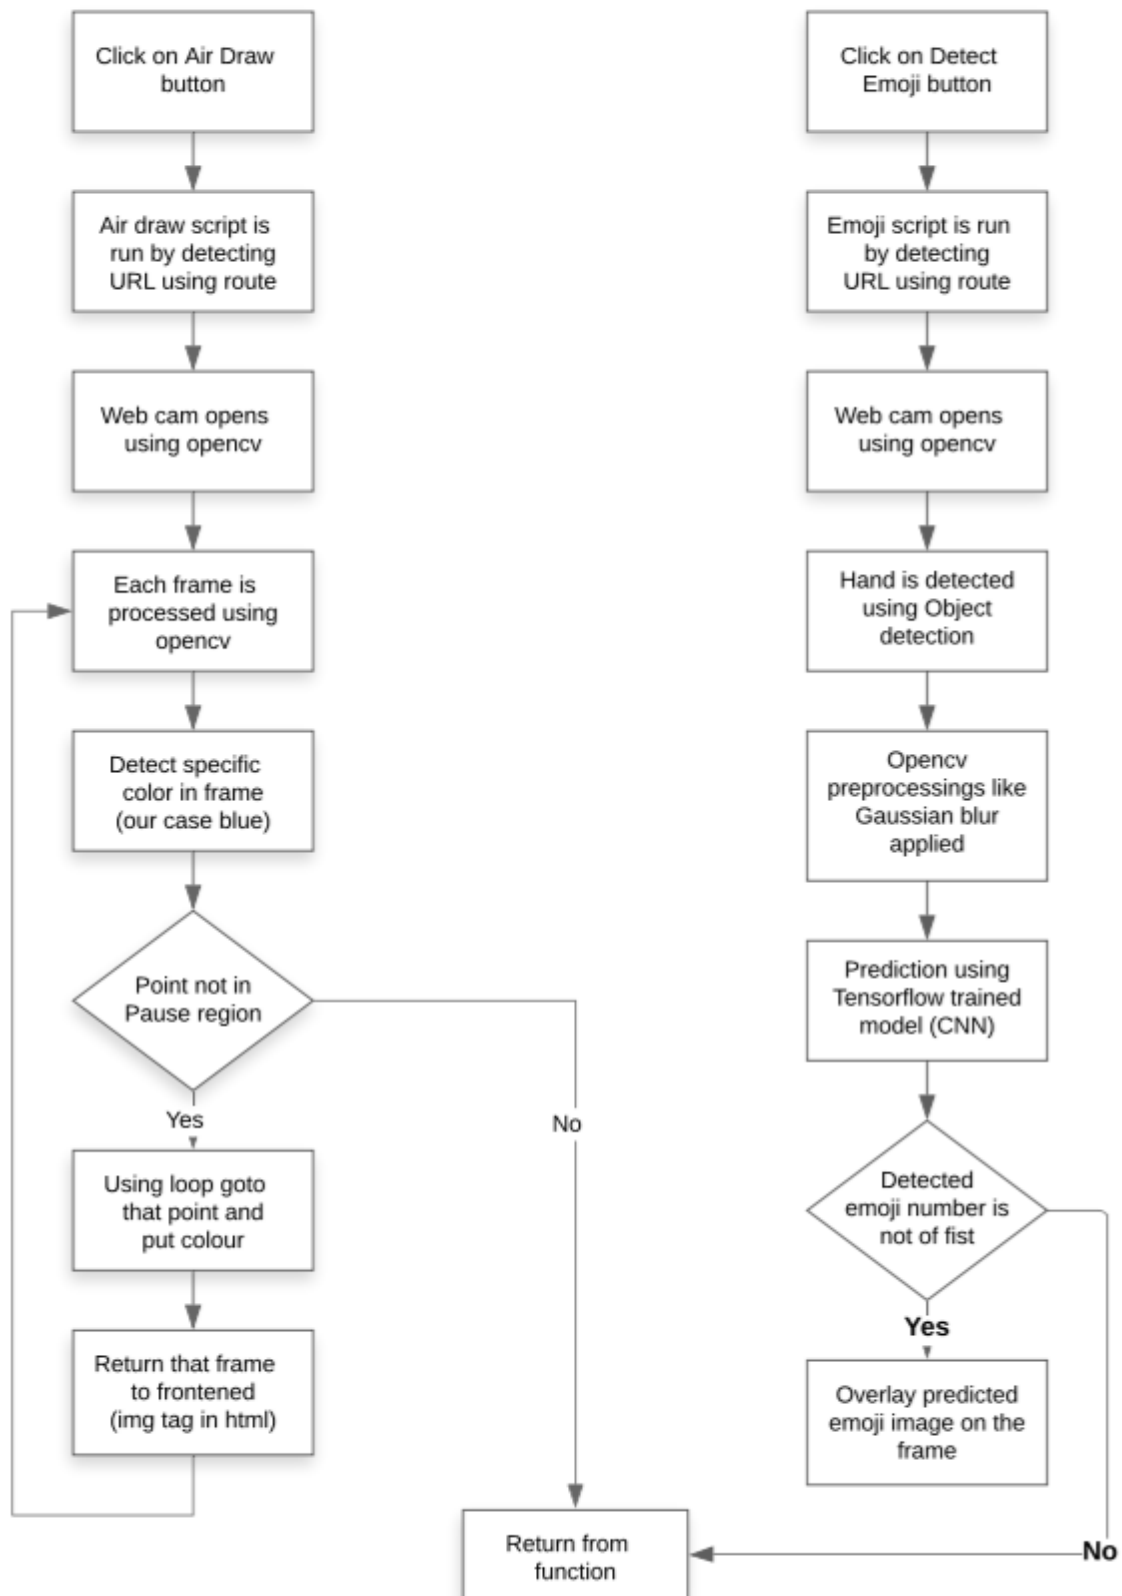 Click on Air Draw
button
Air draw script is
run by detecting
URL using route
Web cam opens
using opencv
Each frame is
processed using
opencv
Detect specific
color in frame
(our case blue)
Point not in
Pause region
Yes
No
Using loop goto
that point and
put colour
Return that frame
to frontened
(img tag in html)
Click on Detect
Emoji button
Emoji script is run
by detecting
URL using route
Web cam opens
using opencv
Hand is detected
using Object
detection
Opencv
preprocessings like
Gaussian blur
applied
Prediction using
Tensorflow trained
model (CNN)
Detected
emoji number is
not of fist
Yes
Overlay predicted
emoji image on the
frame
No
Return from
function